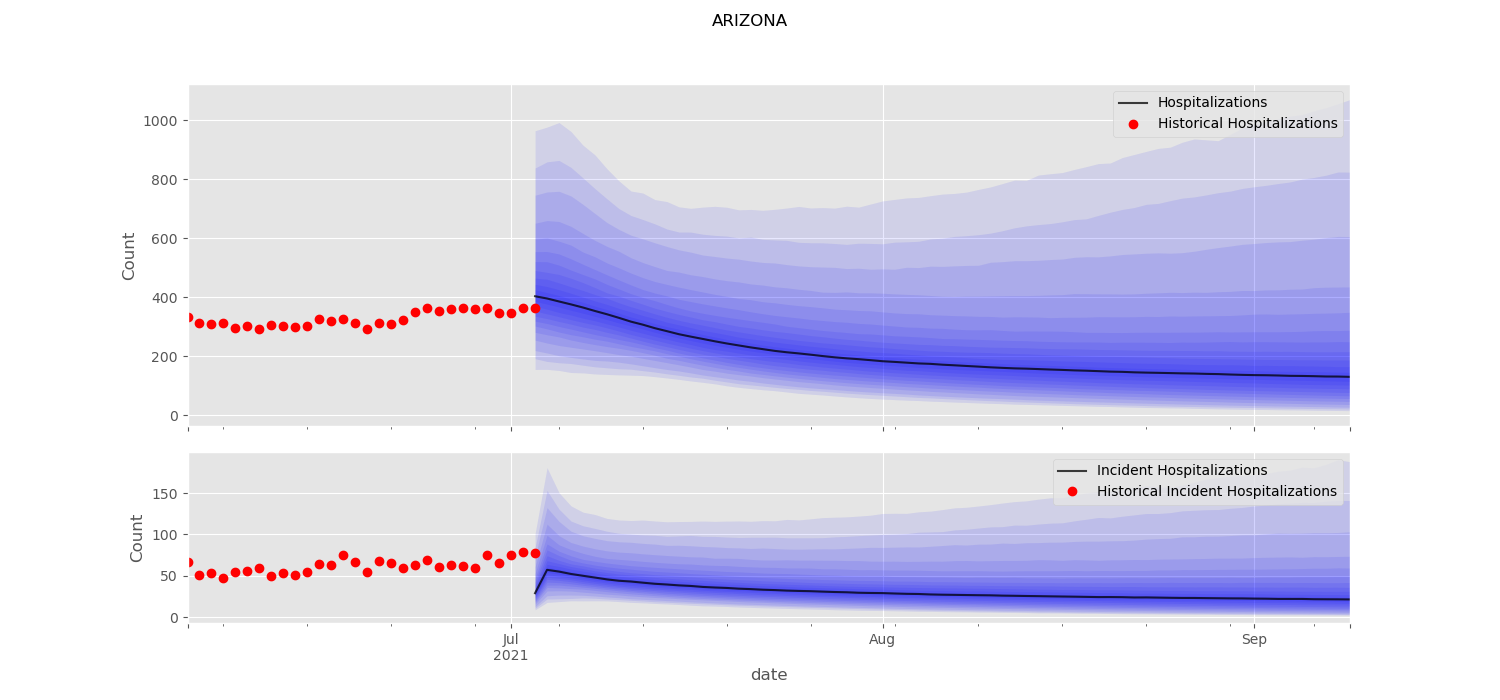 ARIZONA
Hospitalizations
Historical Hospitalizations
1000
800
600
400
200
0
Count
Incident Hospitalizations
Historical Incident Hospitalizations
150
100
50
0
Count
Jul
2021
Aug
Sep
date